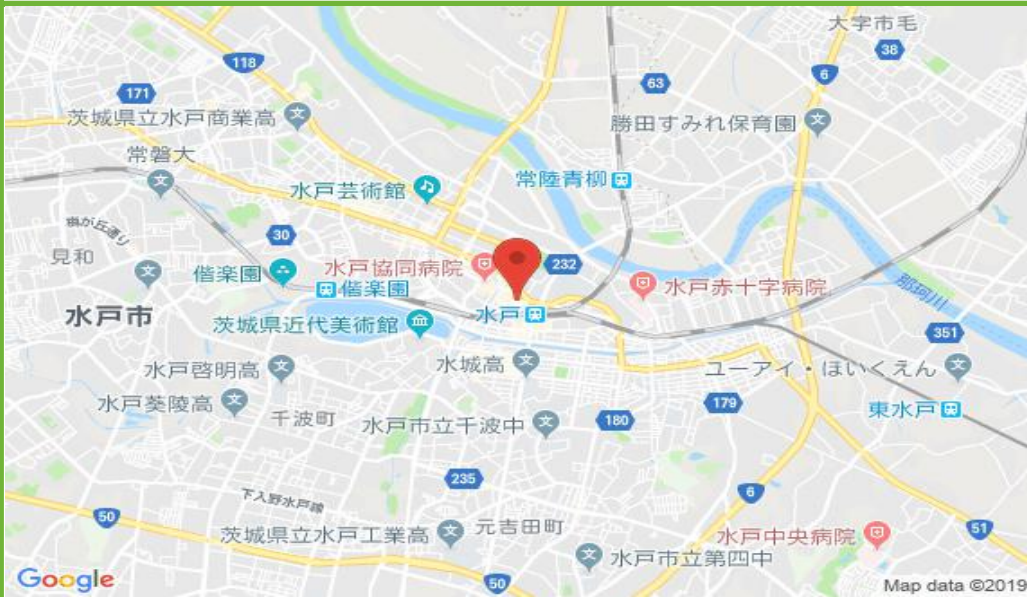 大字市毛
38
118
6
63
171
茨城県立水戸商業高
勝田すみれ保育園
常磐大
水戸芸術館
常陸青柳
桜が丘通り
30
見和
偕楽園
水戸協同病院
232
偕楽園
水戸赤十字病院
那珂川
水戸市
茨城県近代美術館
水戸
351
水戸啓明高
水城高
ユーアイ・ほいくえん
水戸葵陵高
千波町
水戸市立千波中
180
179
東水戸
235
下入野水戸線
6
50
茨城県立水戸工業高
元吉田町
水戸中央病院
51
水戸市立第四中
50
Google
Map data ©2019